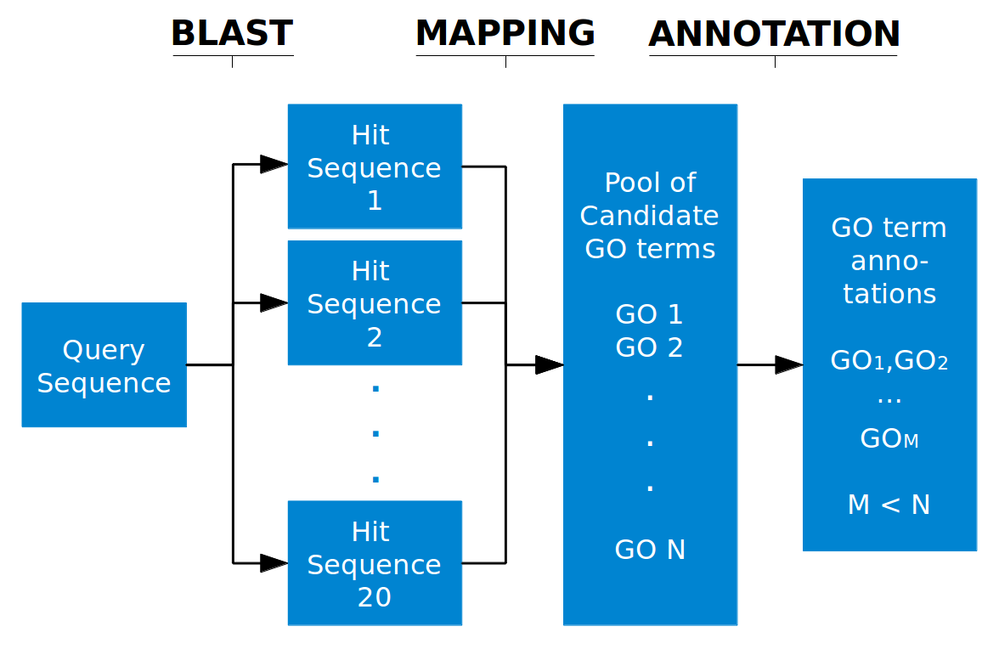 BLAST
MAPPING
ANNOTATION
Query
Sequence
Hit
Sequence
1
Hit
Sequence
2
.
.
.
Hit
Sequence
20
Pool of
Candidate
GO terms
GO 1
GO 2
.
.
.
GO N
GO term
anno-
tations
GO1,GO2
...
GOM
M < N